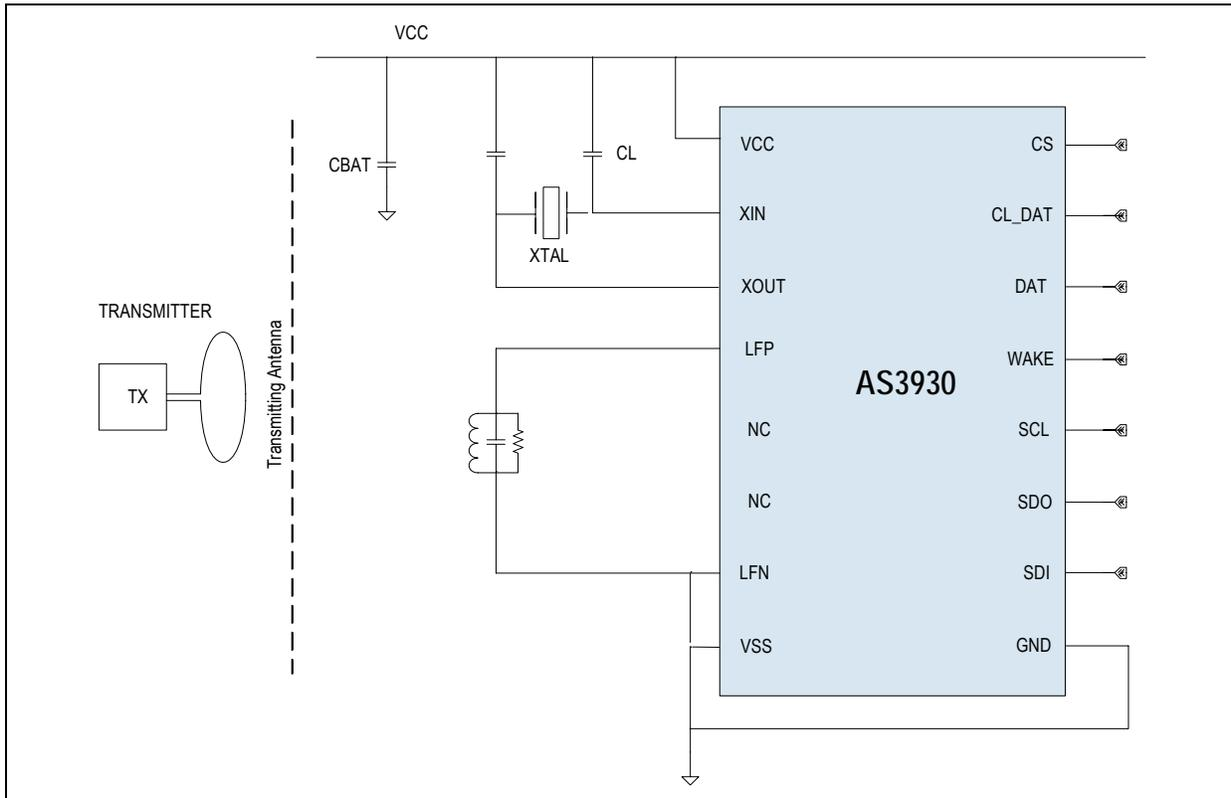 VCC
CBAT
CL
XTAL
TRANSMITTER
TX
Transmitting Antenna
VCC
XIN
XOUT
LFP
NC
NC
LFN
VSS
AS3930
CS
CL_DAT
DAT
WAKE
SCL
SDO
SDI
GND